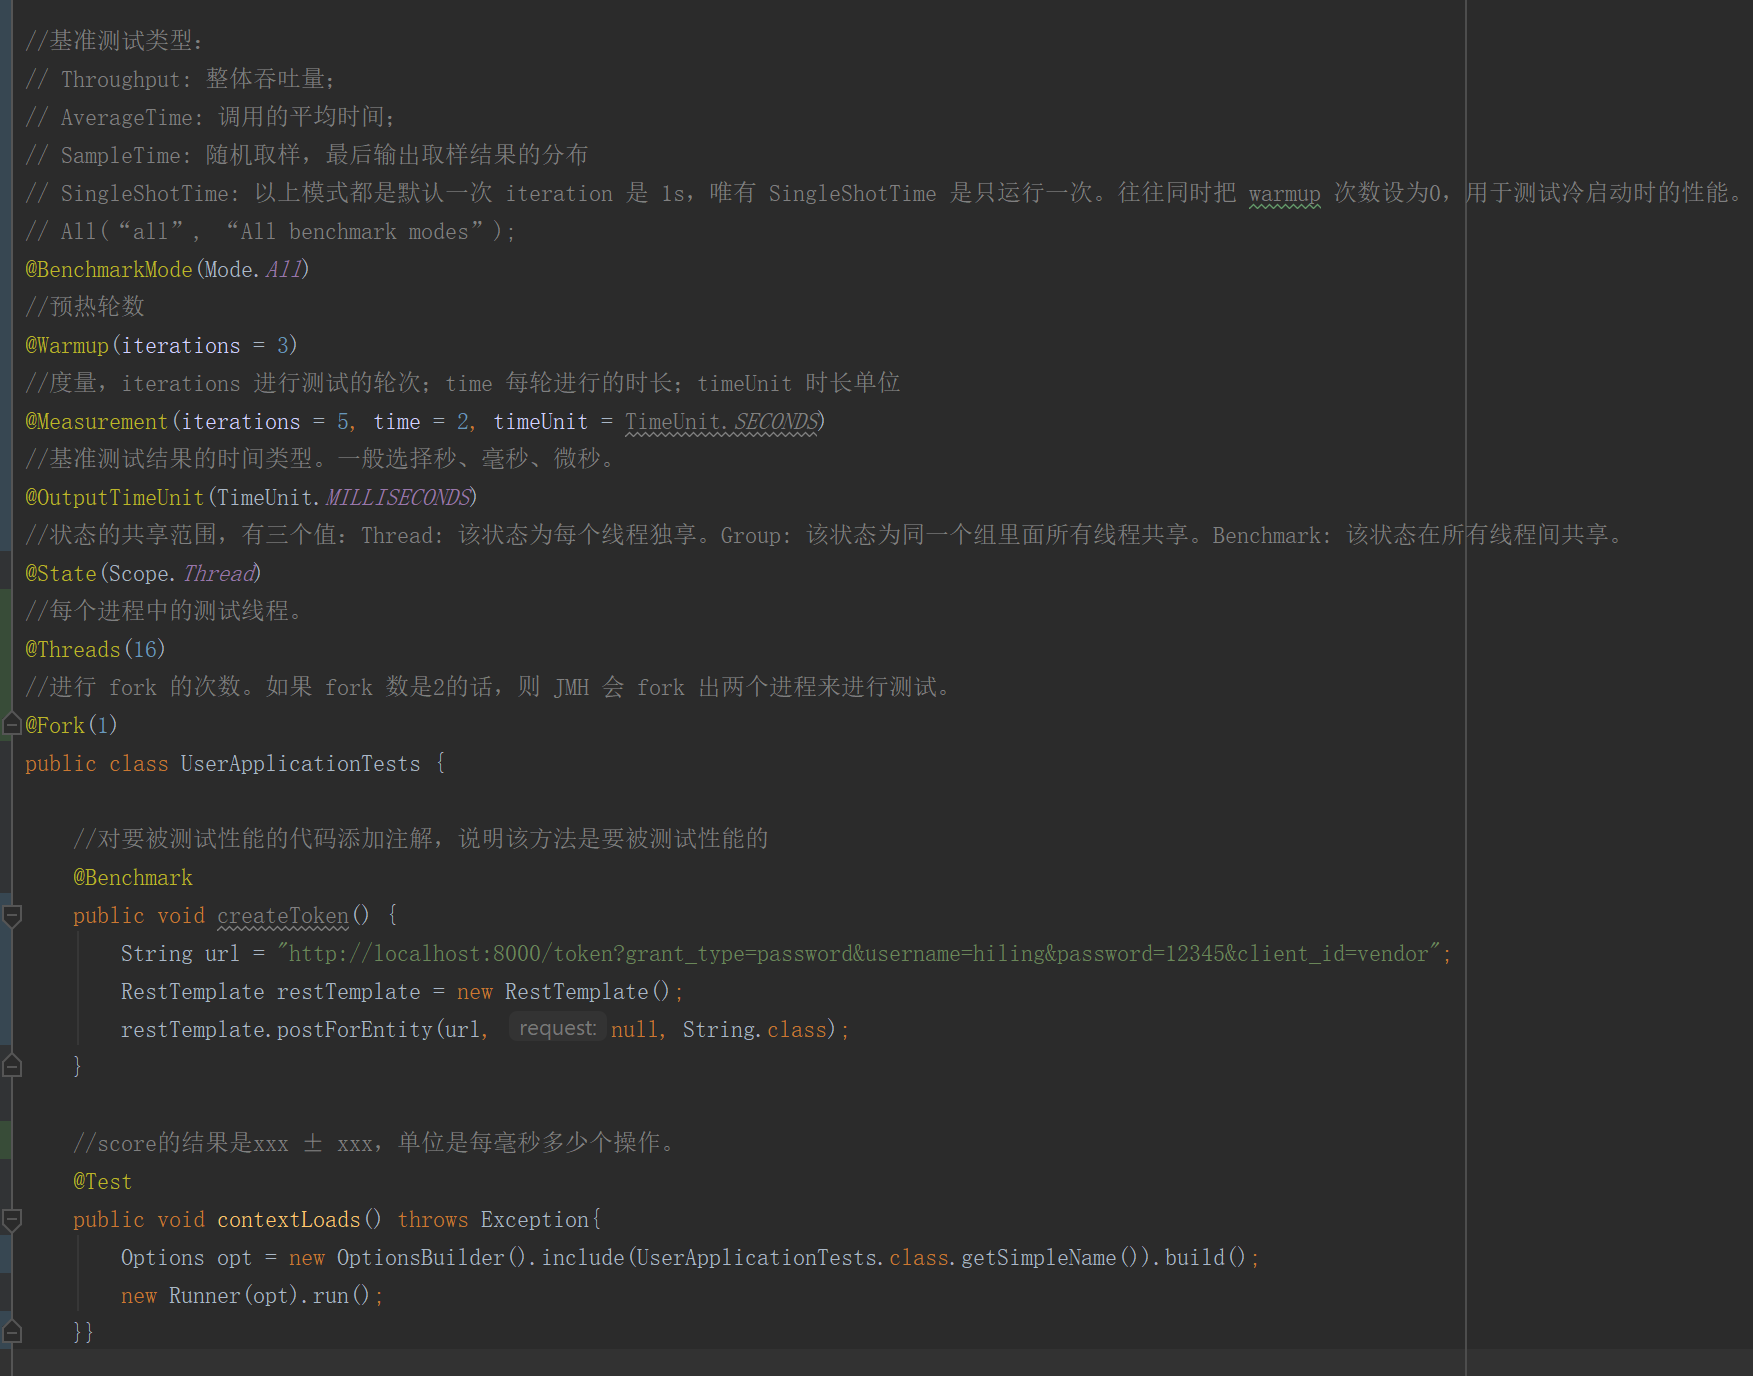 //基准测试类型：
// Throughput: 整体吞吐量；
// AverageTime: 调用的平均时间；
// SampleTime: 随机取样，最后输出取样结果的分布
// SingleShotTime: 以上模式都是默认一次 iteration 是 1s，唯有 SingleShotTime 是只运行一次。往往同时把 warmup 次数设为0，用于测试冷启动时的性能。
// All(“all”, “All benchmark modes”);
@BenchmarkMode(Mode.All)
//预热轮数
@Warmup(iterations = 3)
//度量，iterations 进行测试的轮次；time 每轮进行的时长；timeUnit 时长单位
@Measurement(iterations = 5, time = 2, timeUnit = TimeUnit.SECONDS)
//基准测试结果的时间类型。一般选择秒、毫秒、微秒。
@OutputTimeUnit(TimeUnit.MILLISECONDS)
//状态的共享范围，有三个值：Thread: 该状态为每个线程独享。Group: 该状态为同一个组里面所有线程共享。Benchmark: 该状态在所有线程间共享。
@State(Scope.Thread)
//每个进程中的测试线程。
@Threads(16)
//进行 fork 的次数。如果 fork 数是2的话，则 JMH 会 fork 出两个进程来进行测试。
@Fork(1)
public class UserApplicationTests {
//对要被测试性能的代码添加注解，说明该方法是要被测试性能的
@Benchmark
public void createToken() {
String url = "http://localhost:8000/token?grant_type=password&username=hiling&password=12345&client_id=vendor";
RestTemplate restTemplate = new RestTemplate();
restTemplate.postForEntity(url, request: null, String.class);
}
//score的结果是xxx ± xxx，单位是每毫秒多少个操作。
@Test
public void contextLoads() throws Exception{
Options opt = new OptionsBuilder().include(UserApplicationTests.class.getSimpleName()).build();
new Runner(opt).run();
}}